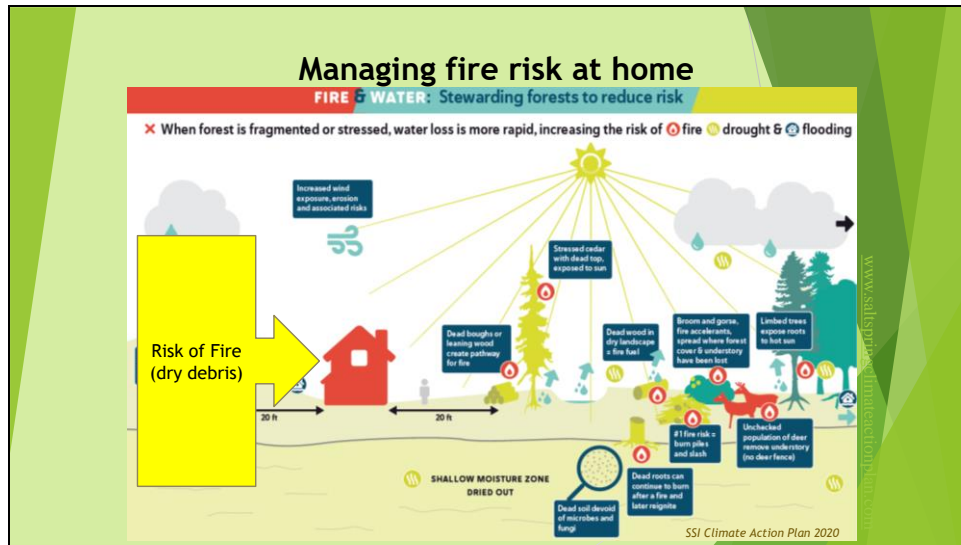 Managing fire risk at home
FIRE & WATER: Stewarding forests to reduce risk
✕ When forest is fragmented or stressed, water loss is more rapid, increasing the risk of fire drought & flooding
Increased wind
exposure, erosion
and associated risks
Stressed cedar
with dead top,
exposed to sun
Risk of Fire
(dry debris)
Dead boughs or
leaning wood
create pathway
for fire
Dead wood in
dry landscape
= fire fuel
Broom and gorse,
fire accelerants,
spread where forest
cover & understory
have been lost
Limbed trees
expose roots
to hot sun
20 ft
20 ft
#1 fire risk =
burn piles
and slash
Unchecked
population of deer
remove understory
(no deer fence)
SHALLOW MOISTURE ZONE
DRIED OUT
Dead roots can
continue to burn
after a fire and
later reignite
Dead soil devoid
of microbes and
fungi
SSI Climate Action Plan 2020
www.saltspringclimateactionplan.com